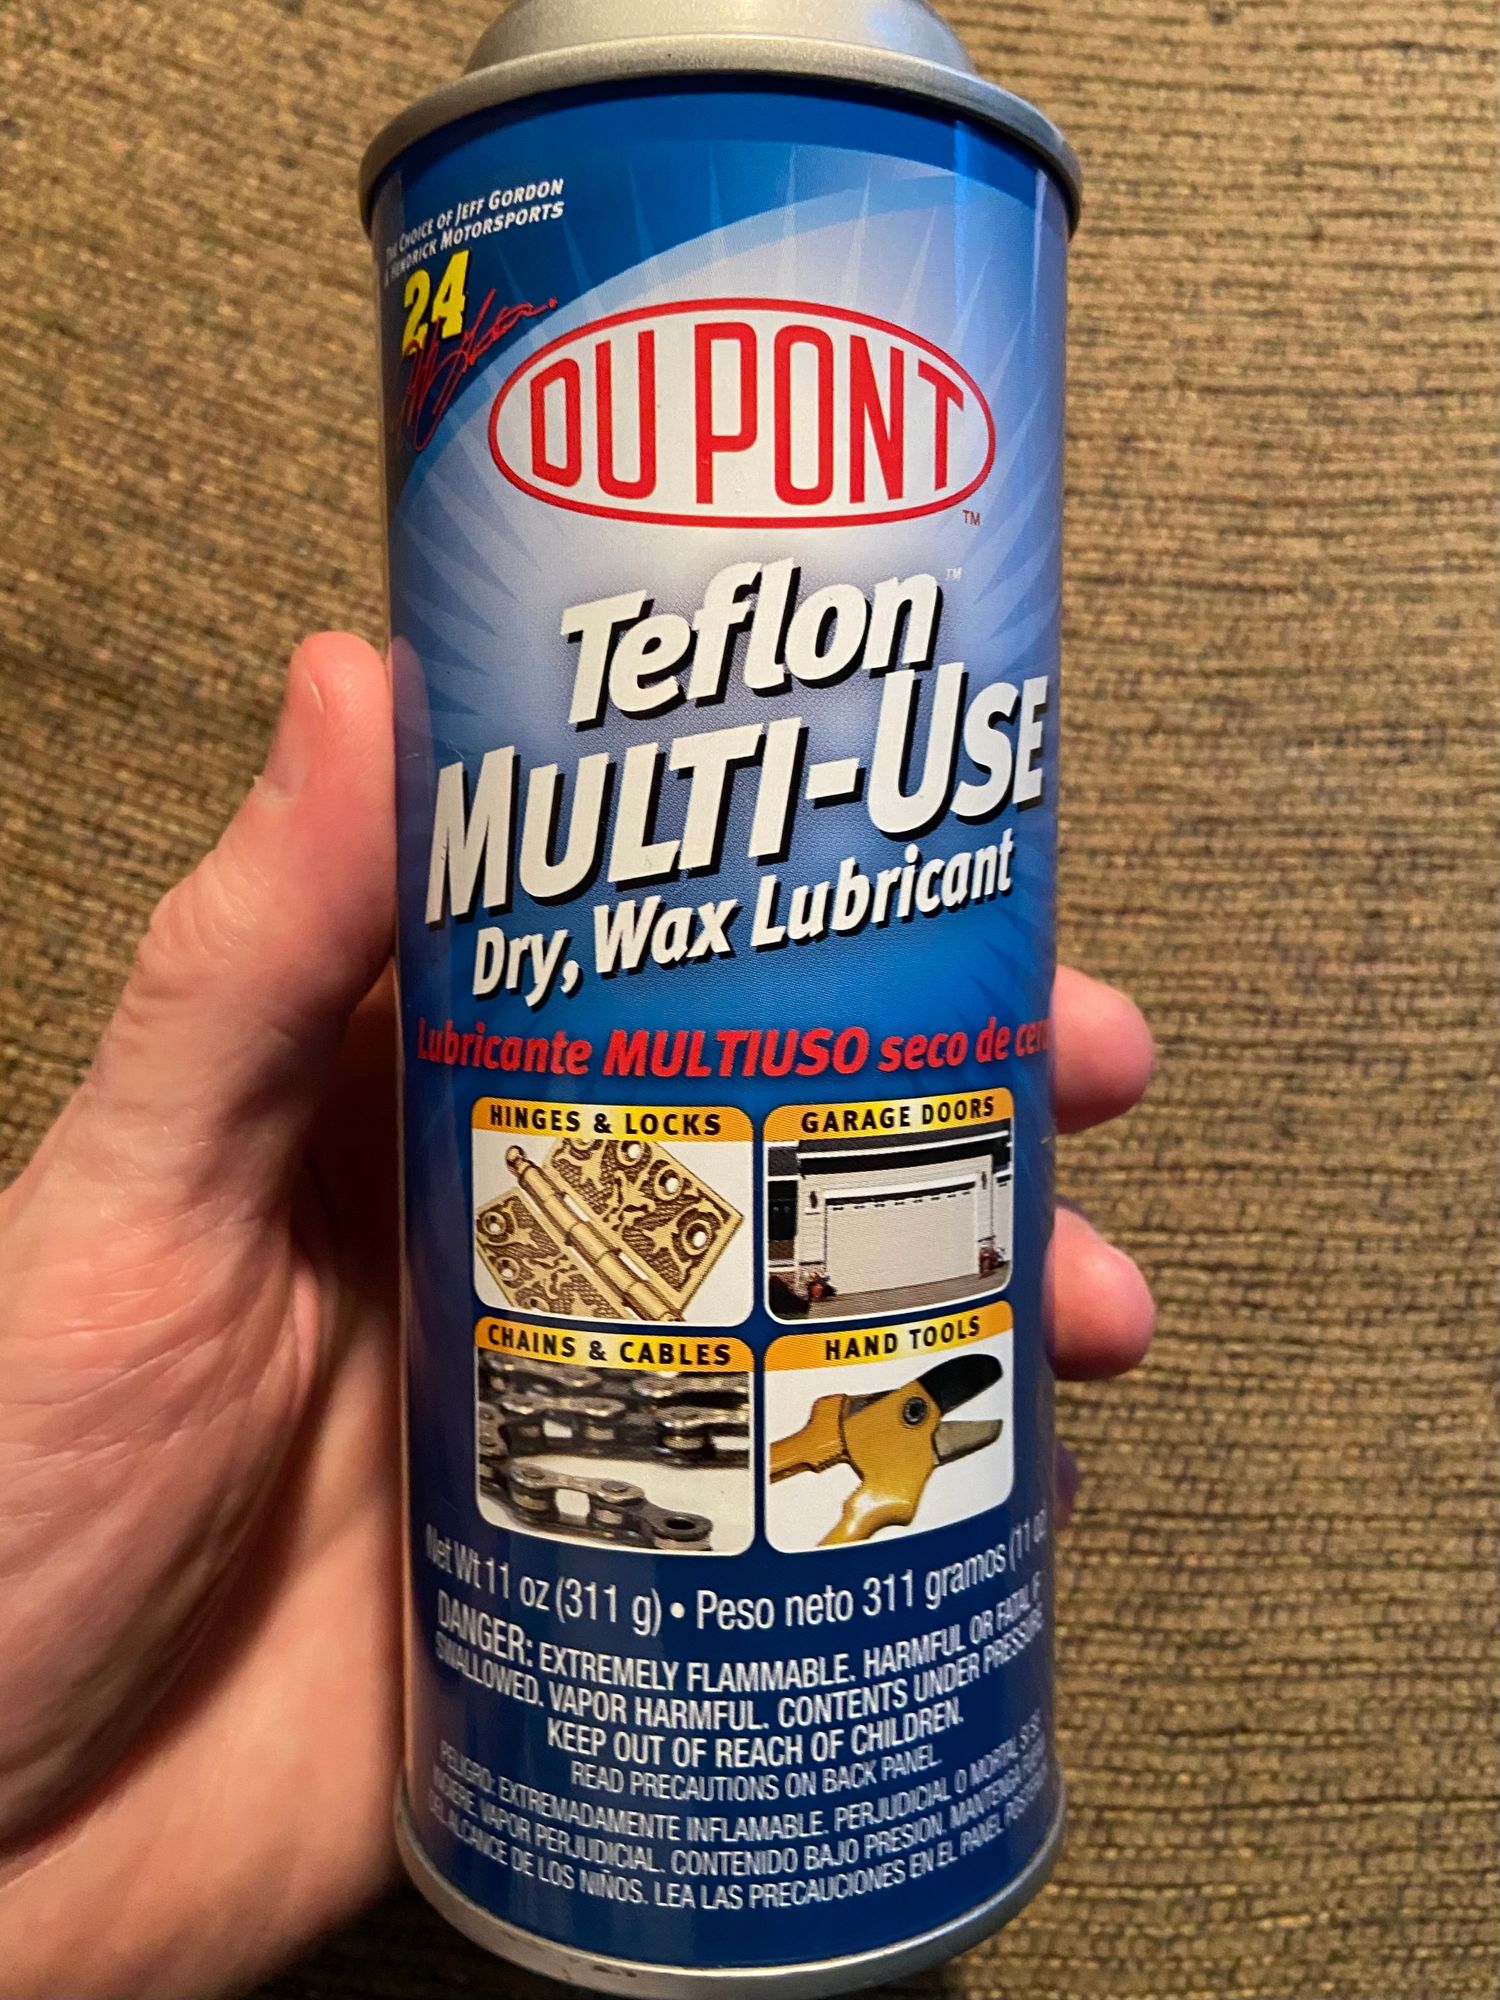 THE CHOICE OF JEFF GORDON
& HENDRICK MOTORSPORTS
24
DU PONT
TM
Teflon™
MULTI-USE
Dry, Wax Lubricant
Lubricante MULTIUSO seco de
HINGES & LOCKS
GARAGE DOORS
CHAINS & CABLES
HAND TOOLS
Net Wt 11 oz (311 g) • Peso neto 311 gramos (11
DANGER: EXTREMELY FLAMMABLE. HARMFUL OR FATAL IF
SWALLOWED. VAPOR HARMFUL. CONTENTS UNDER PRESSURE.
KEEP OUT OF REACH OF CHILDREN.
READ PRECAUTIONS ON BACK PANEL.
PELIGRO: EXTREMADAMENTE INFLAMABLE. PERJUDICIAL O MORTAL SI SE
INGIERE. VAPOR PERJUDICIAL. CONTENIDO BAJO PRESION. MANTENGA
DEL ALCANCE DE LOS NIÑOS. LEA LAS PRECAUCIONES EN EL PANEL